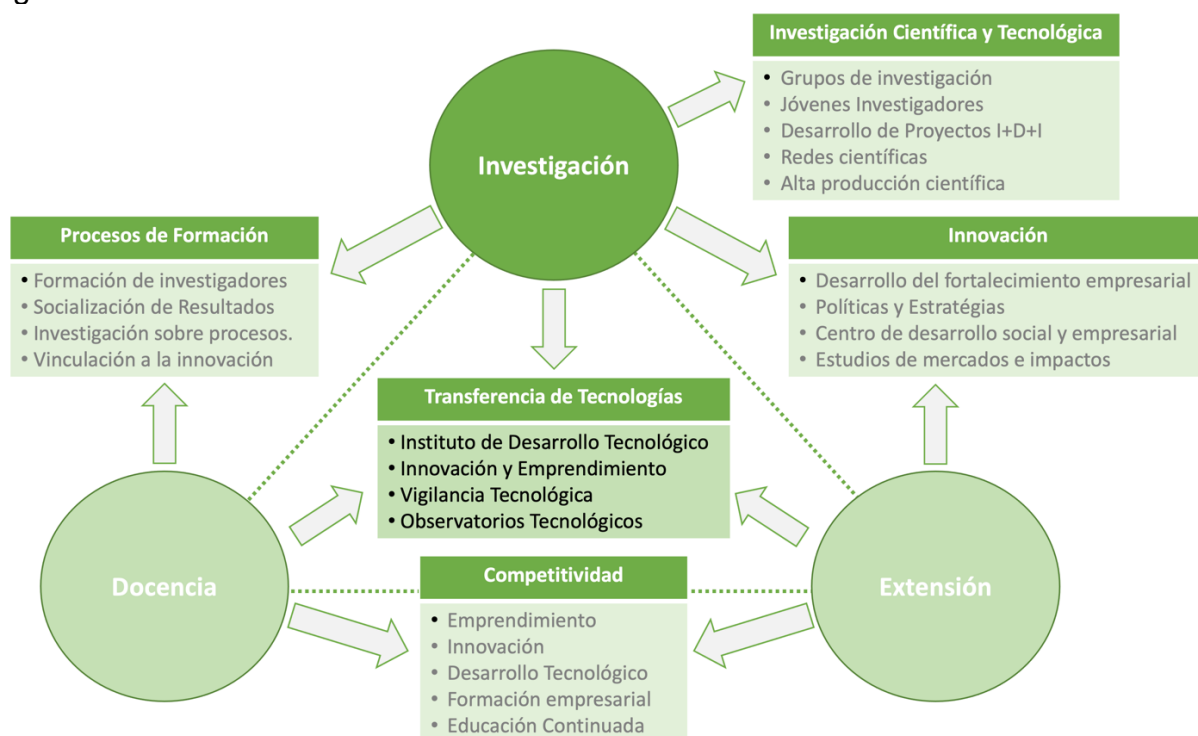 Investigación Científica y Tecnológica
• Grupos de investigación
• Jóvenes Investigadores
• Desarrollo de Proyectos I+D+I
• Redes científicas
• Alta producción científica
Investigación
Procesos de Formación
• Formación de investigadores
• Socialización de Resultados
• Investigación sobre procesos.
• Vinculación a la innovación
Innovación
• Desarrollo del fortalecimiento empresarial
• Políticas y Estratégias
• Centro de desarrollo social y empresarial
• Estudios de mercados e impactos
Transferencia de Tecnologías
• Instituto de Desarrollo Tecnológico
• Innovación y Emprendimiento
• Vigilancia Tecnológica
• Observatorios Tecnológicos
Docencia
Extensión
Competitividad
• Emprendimiento
• Innovación
• Desarrollo Tecnológico
• Formación empresarial
• Educación Continuada